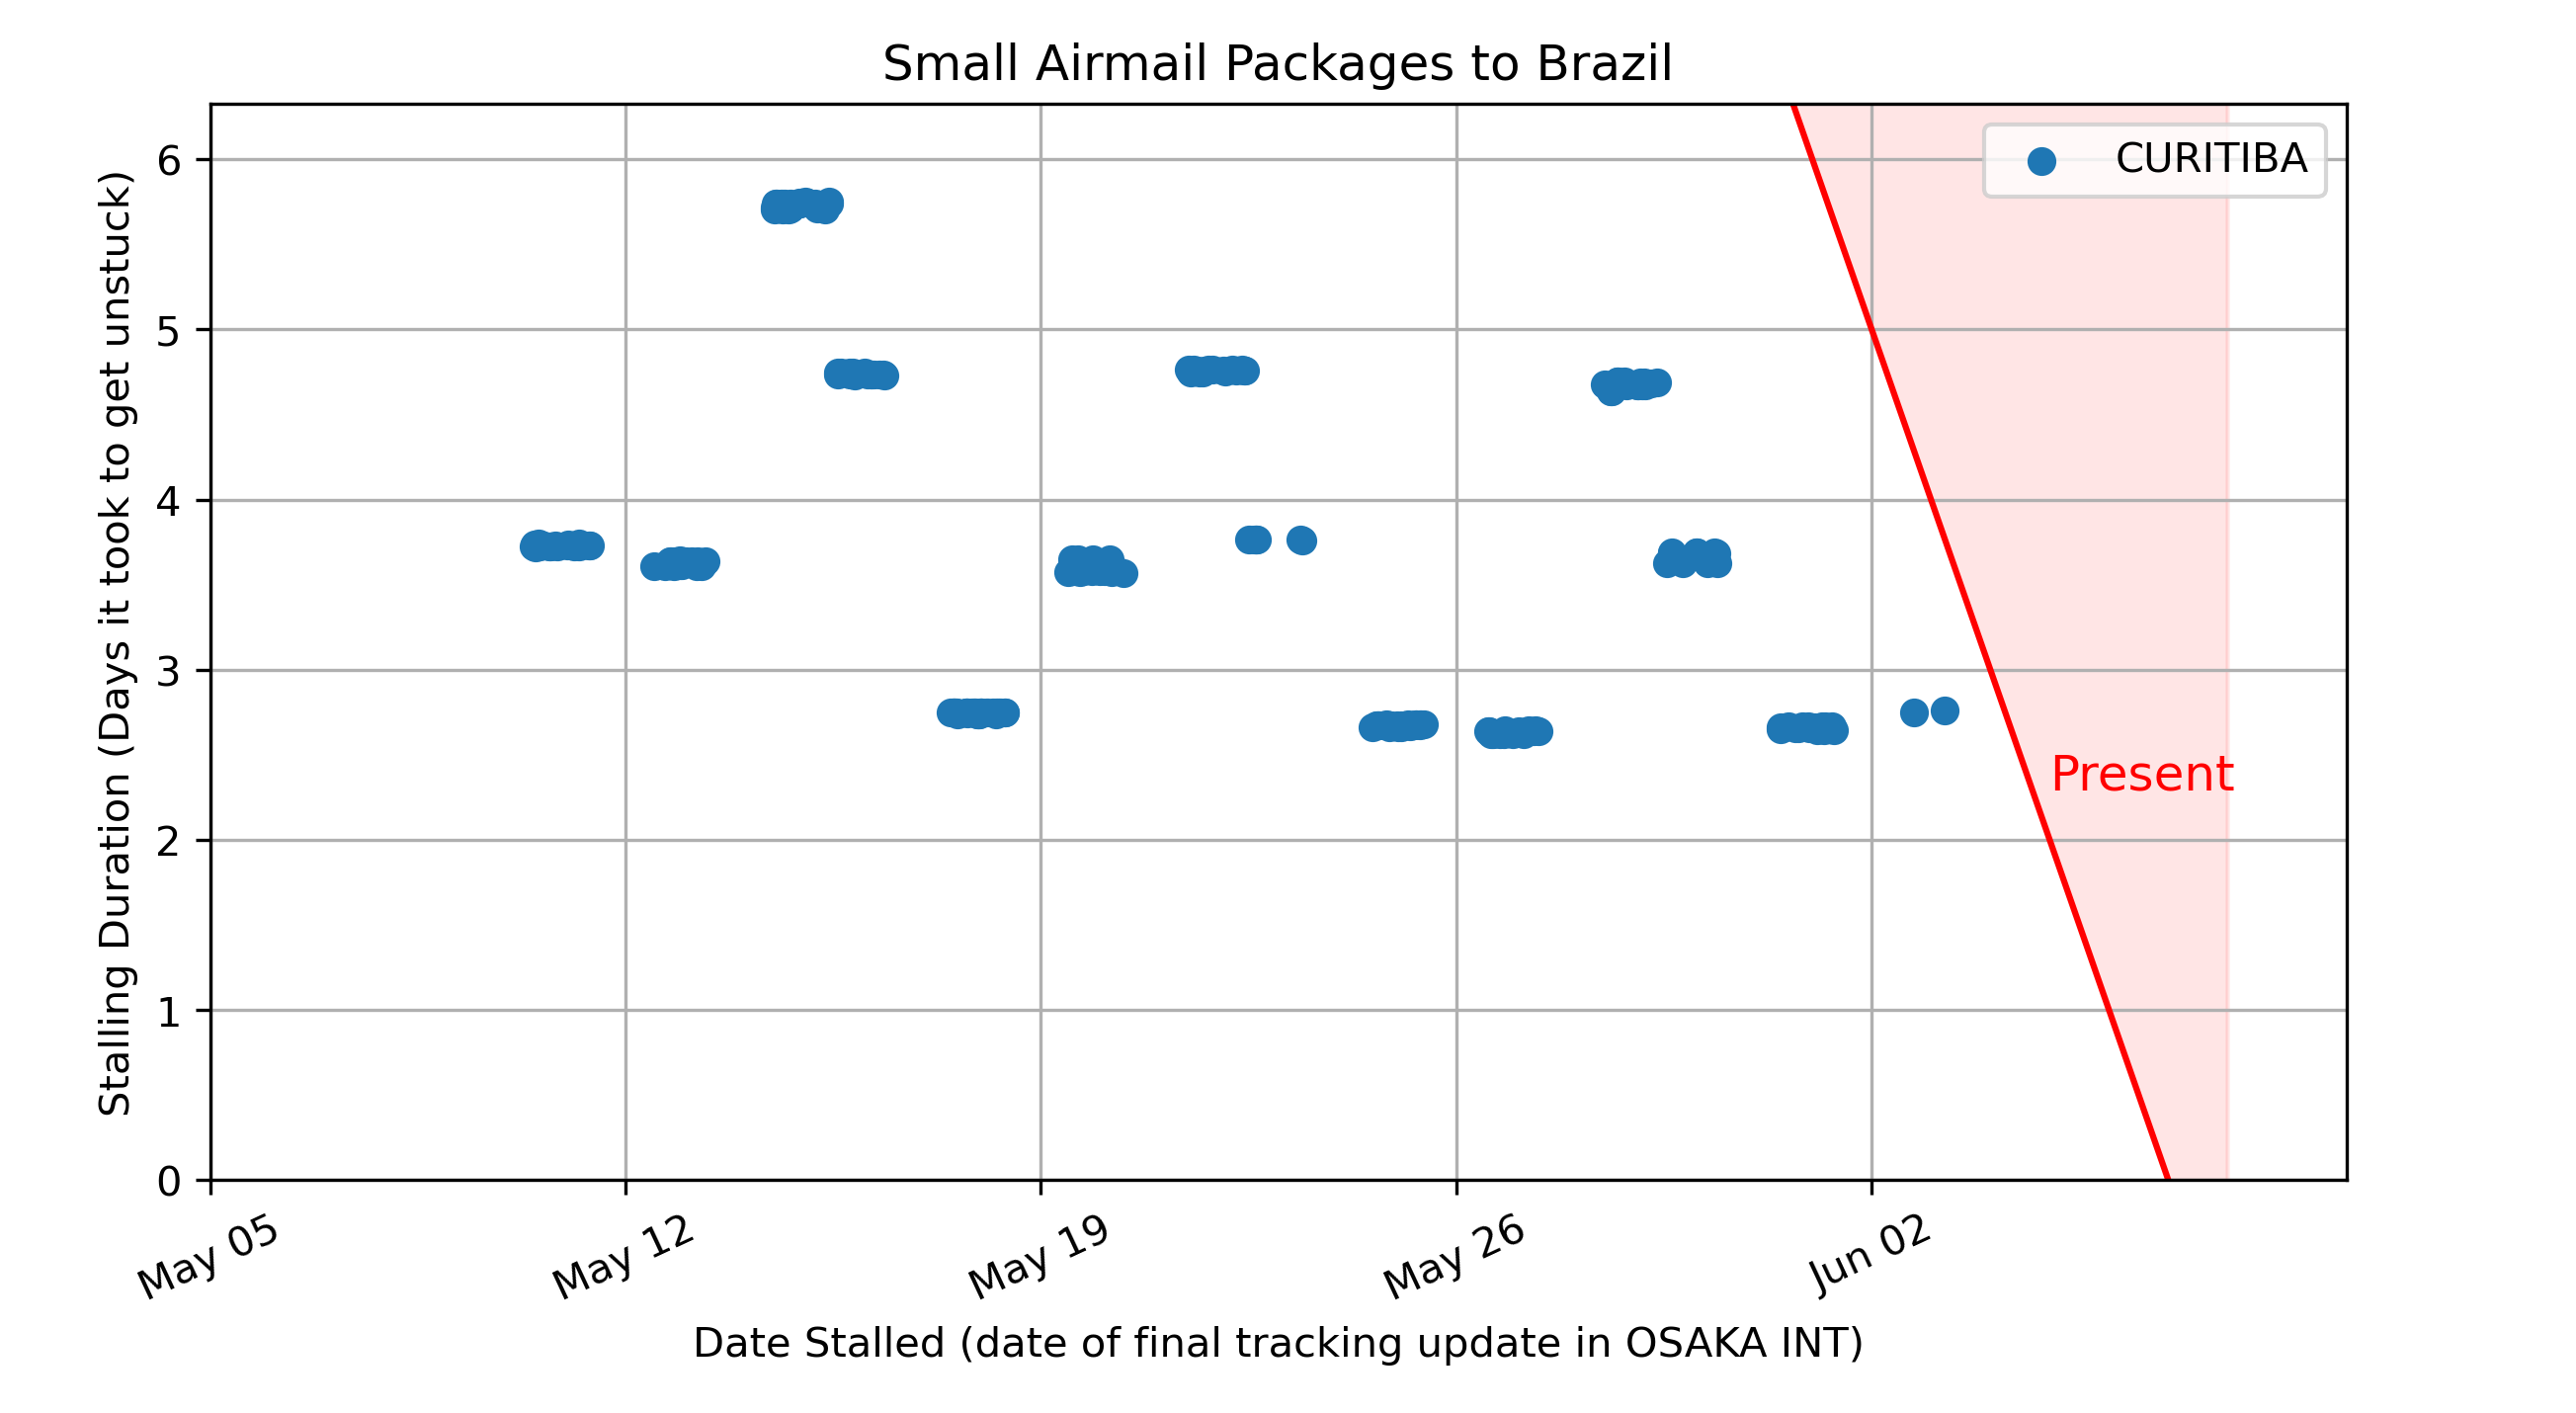 Small Airmail Packages to Brazil
CURITIBA
Stalling Duration (Days it took to get unstuck)
6
5
4
3
2
1
0
Present
May 05
May 12
May 19
May 26
Jun 02
Date Stalled (date of final tracking update in OSAKA INT)